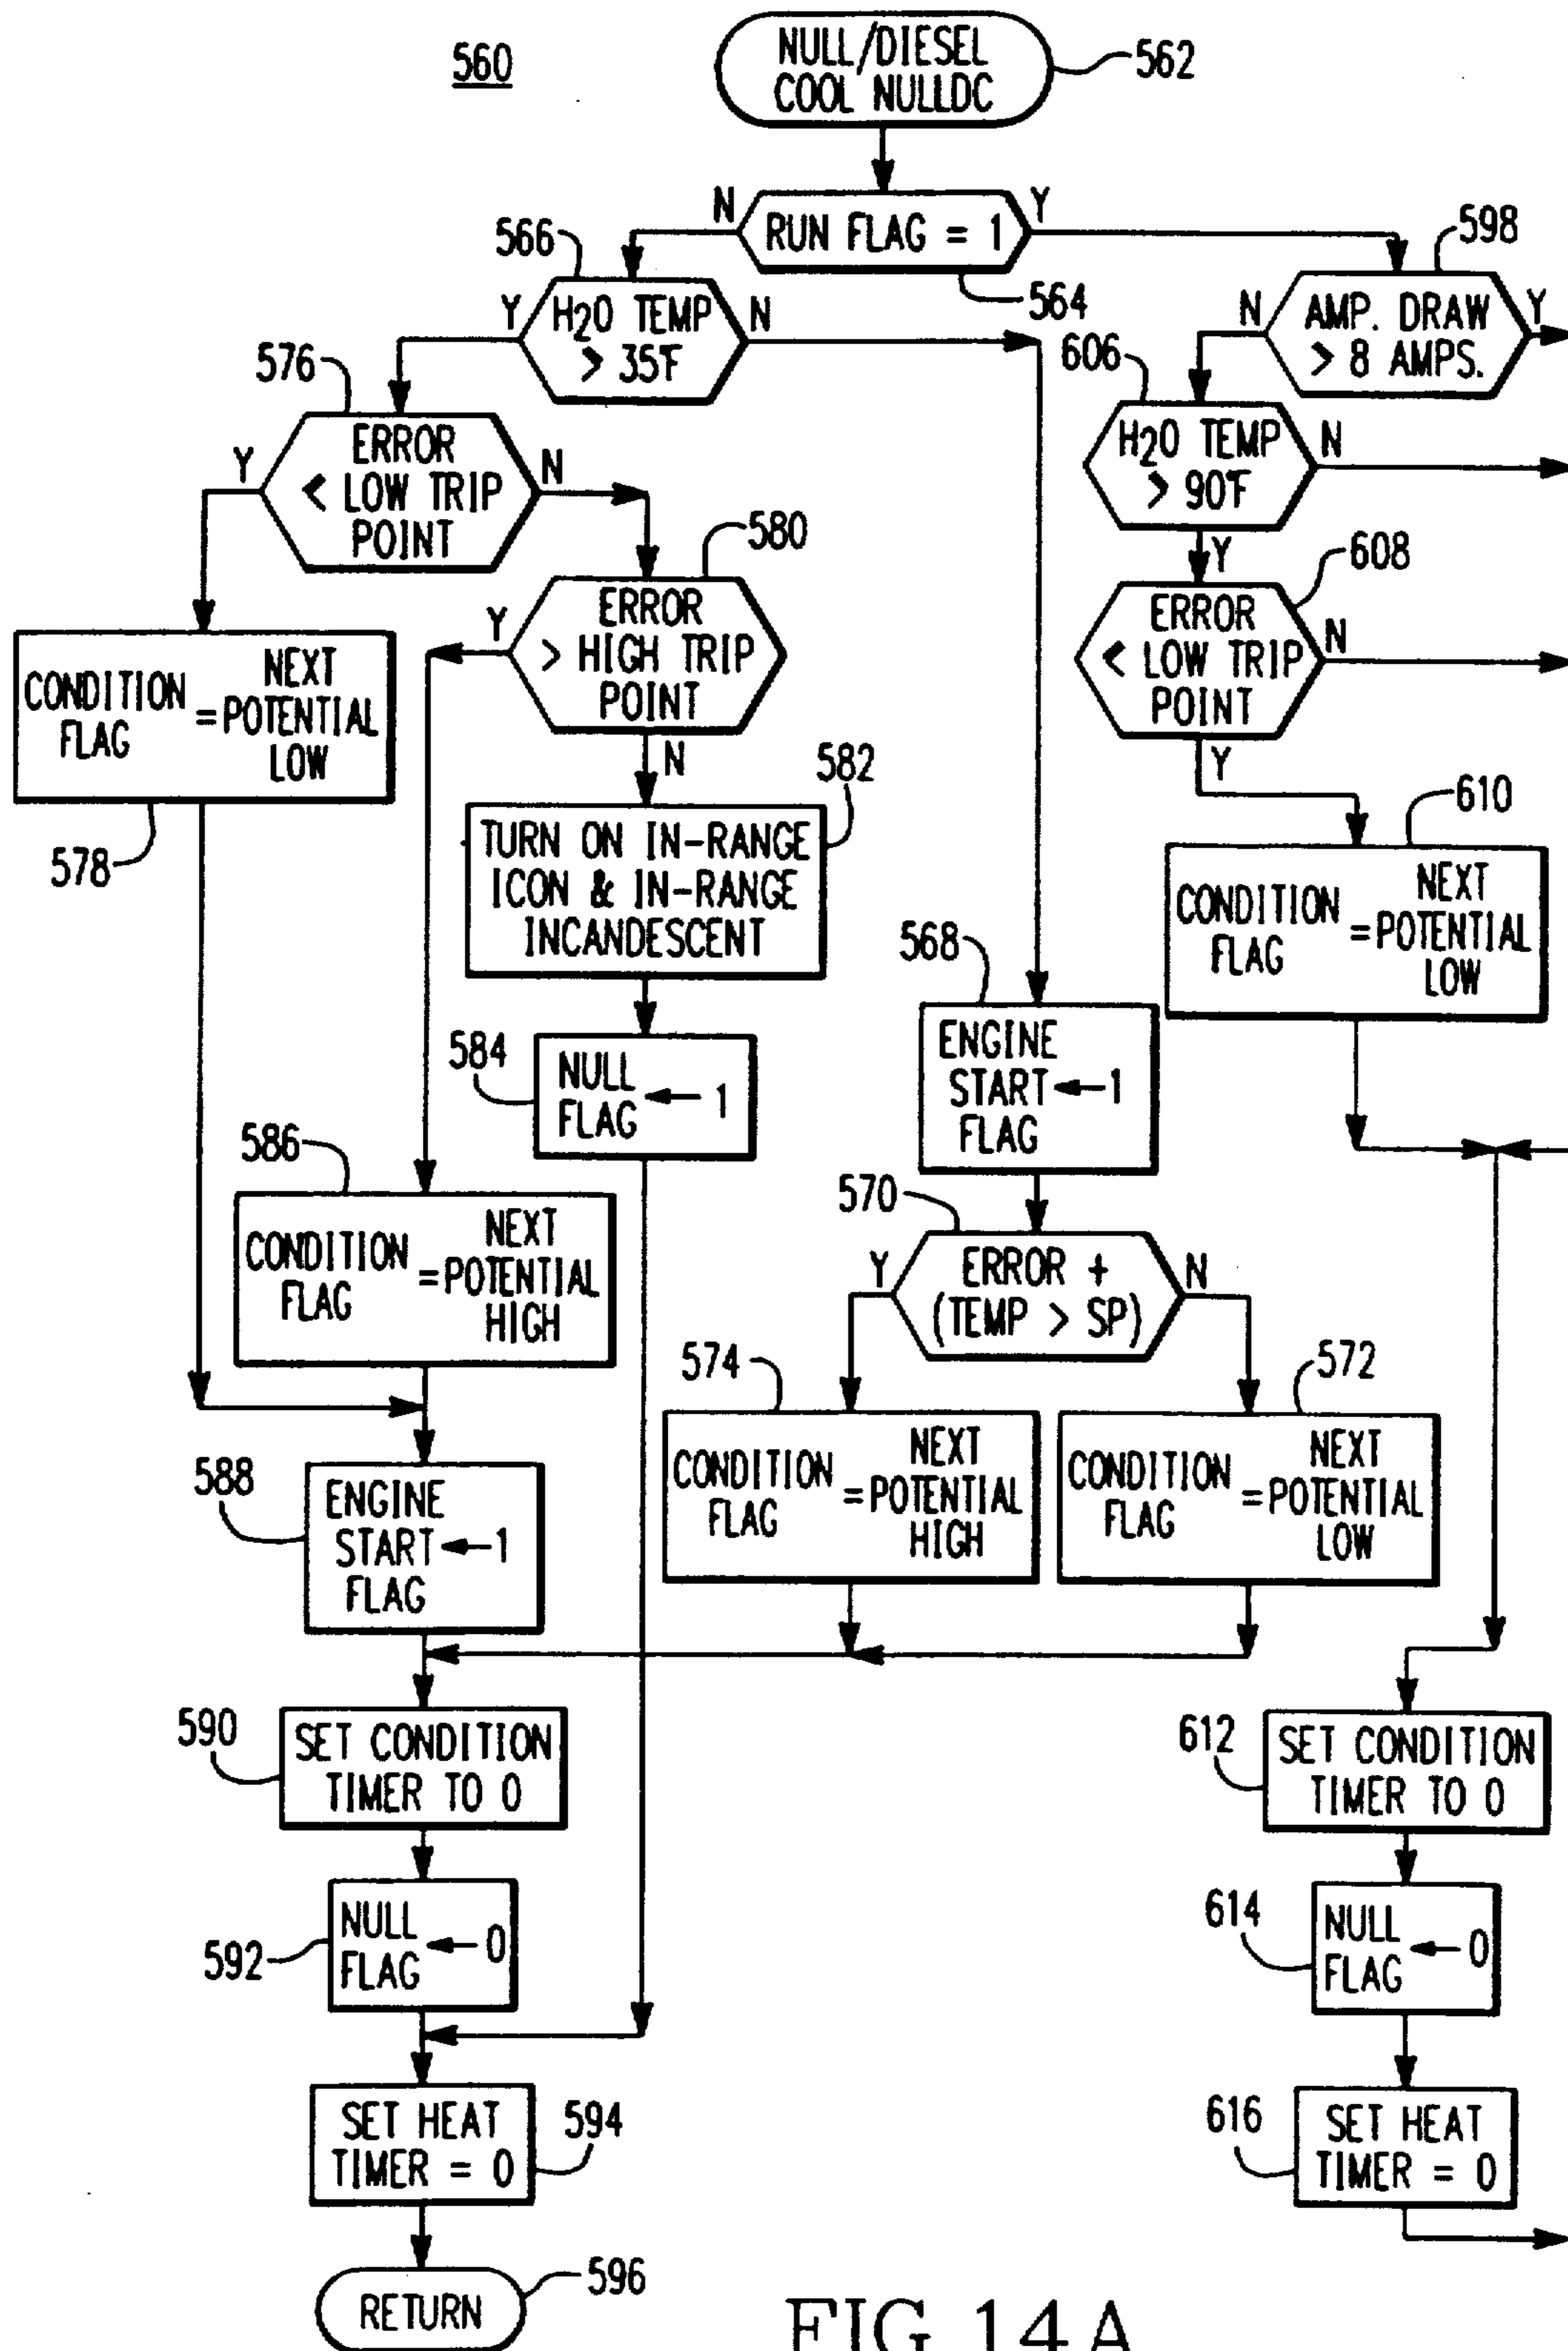 560
NULL/DIESEL
COOL NULLDC
562
N
RUN FLAG = 1
Y
564
566
Y
H2O TEMP
> 35°F
N
598
N
AMP. DRAW
> 8 AMPS.
Y
576
Y
ERROR
< LOW TRIP
POINT
N
606
H2O TEMP
> 90°F
N
Y
580
Y
ERROR
> HIGH TRIP
POINT
N
608
ERROR
< LOW TRIP
POINT
N
Y
CONDITION FLAG = NEXT POTENTIAL LOW
578
582
TURN ON IN-RANGE
ICON & IN-RANGE
INCANDESCENT
610
CONDITION FLAG = NEXT POTENTIAL LOW
568
ENGINE
START ← 1
FLAG
584
NULL
FLAG ← 1
586
CONDITION FLAG = NEXT POTENTIAL HIGH
570
Y
ERROR +
(TEMP > SP)
N
574
CONDITION FLAG = NEXT POTENTIAL HIGH
572
CONDITION FLAG = NEXT POTENTIAL LOW
588
ENGINE
START ← 1
FLAG
590
SET CONDITION
TIMER TO 0
612
SET CONDITION
TIMER TO 0
592
NULL
FLAG ← 0
614
NULL
FLAG ← 0
SET HEAT
TIMER = 0
594
616
SET HEAT
TIMER = 0
RETURN
596
FIG. 14A